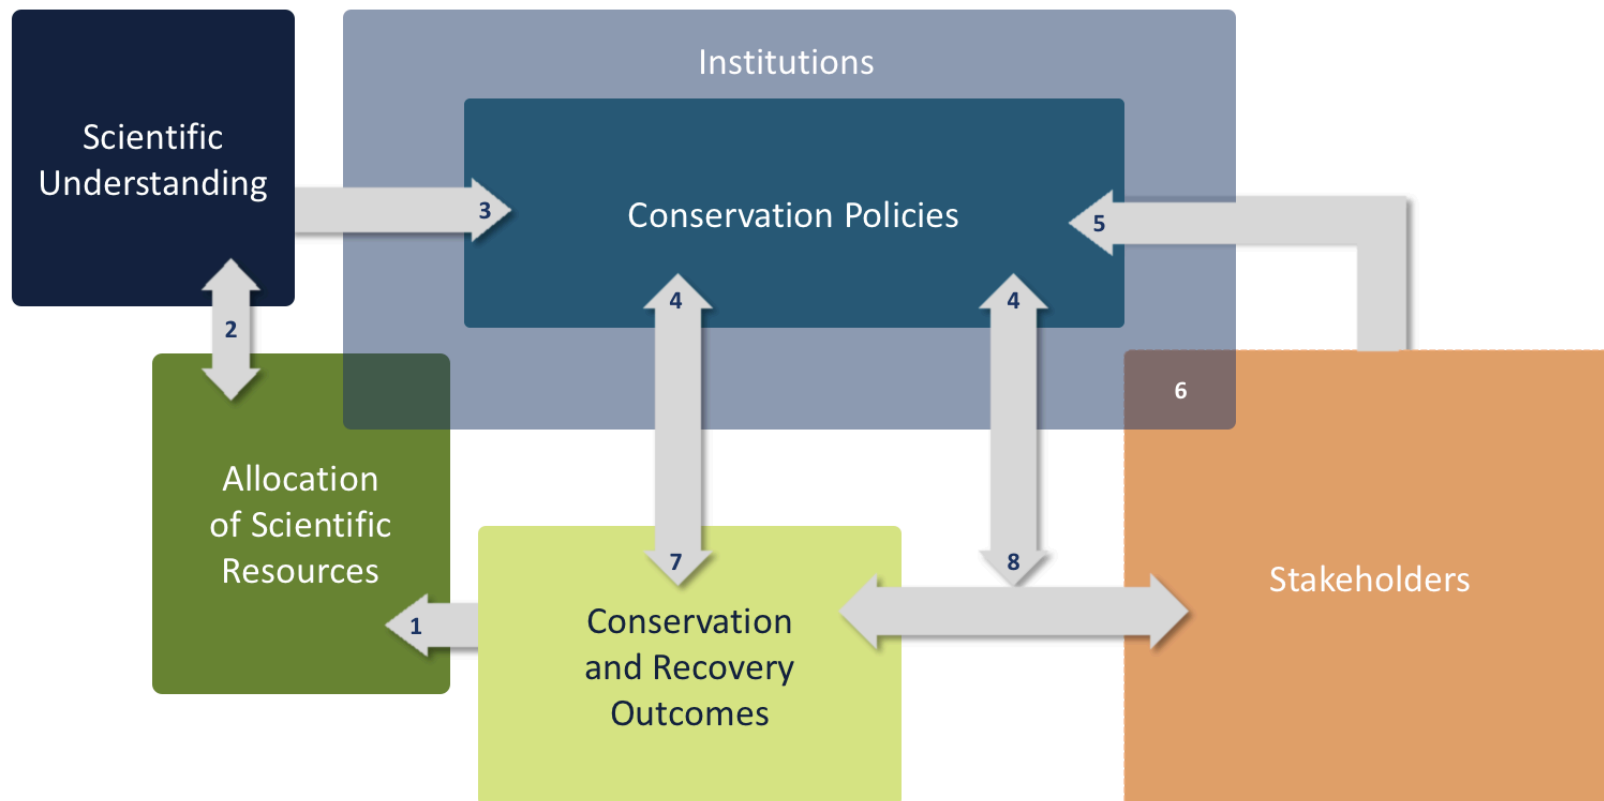 Institutions
Scientific
Understanding
Conservation Policies
3
5
4
4
2
6
Allocation
of Scientific
Resources
7
8
Stakeholders
1
Conservation
and Recovery
Outcomes